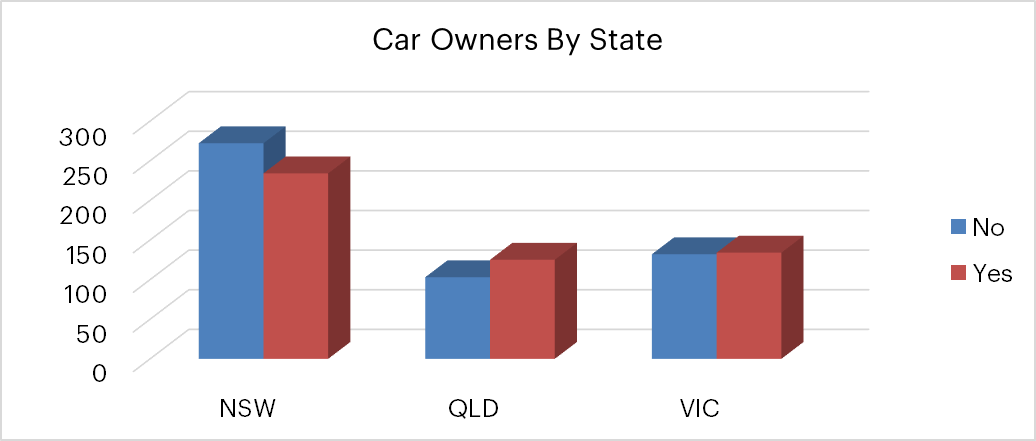 Car Owners By State
300
250
200
150
100
50
0
NSW QLD VIC
No
Yes